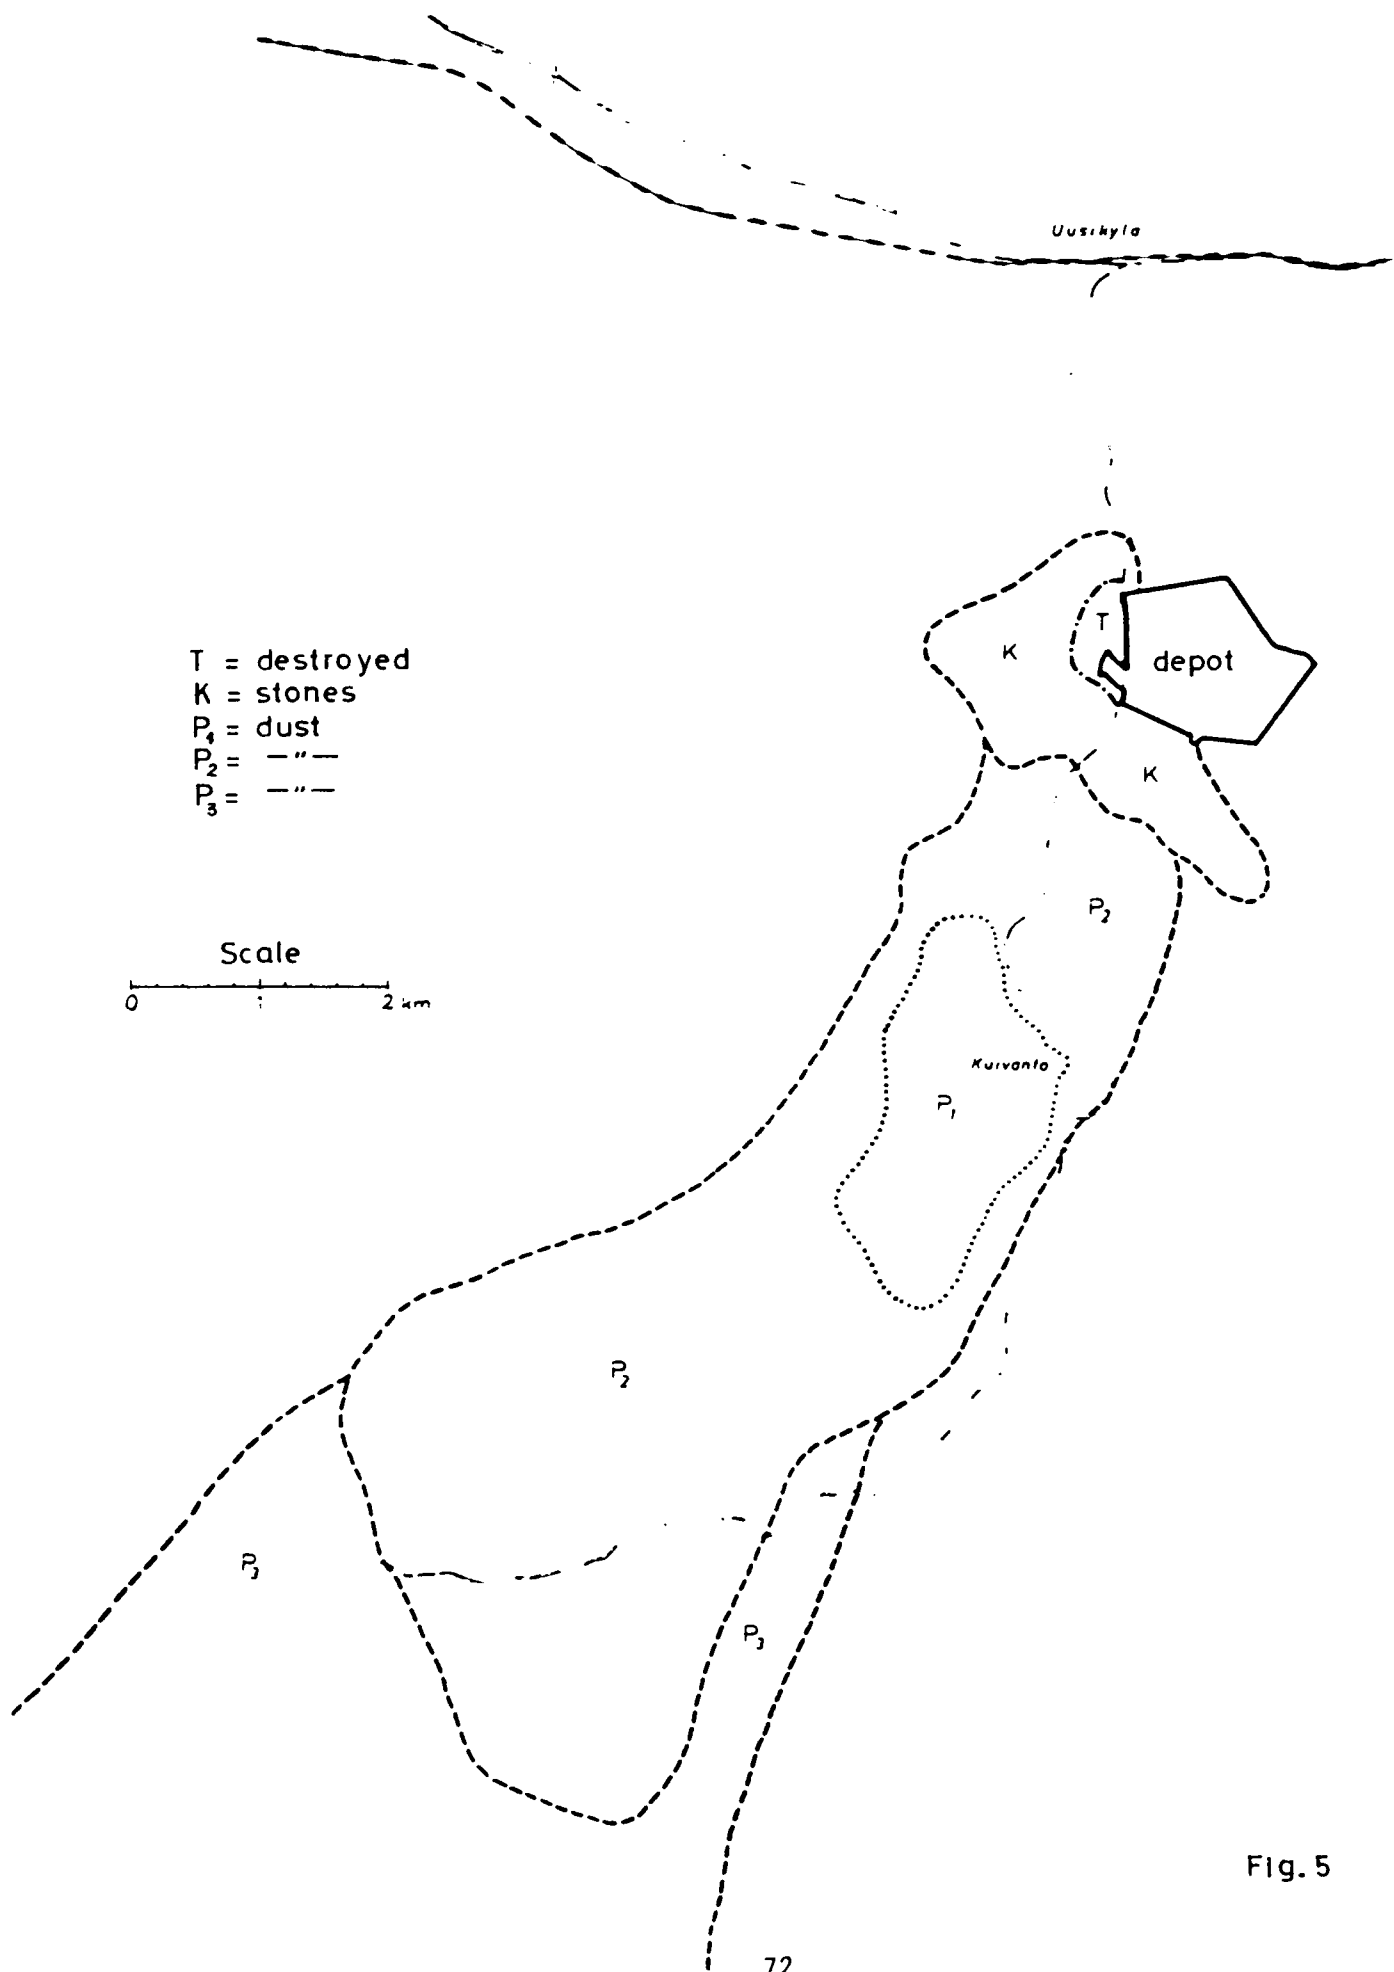 Uusikyla
T
K
depot
T = destroyed
K = stones
P₁ = dust
P₂ = —"—
P₃ = —"—
K
P₂
Scale
0 1 2 km
Kuivanto
P₁
P₂
P₃
P₃
Fig. 5
72